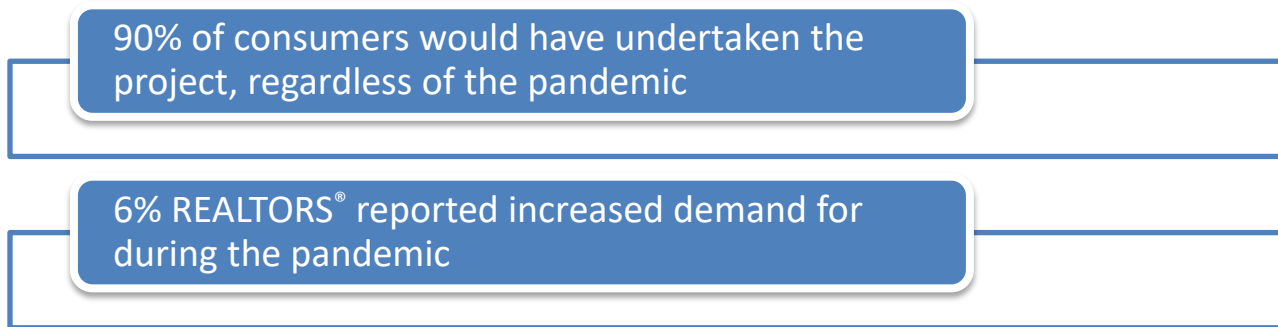 90% of consumers would have undertaken the
project, regardless of the pandemic
6% REALTORS® reported increased demand for
during the pandemic